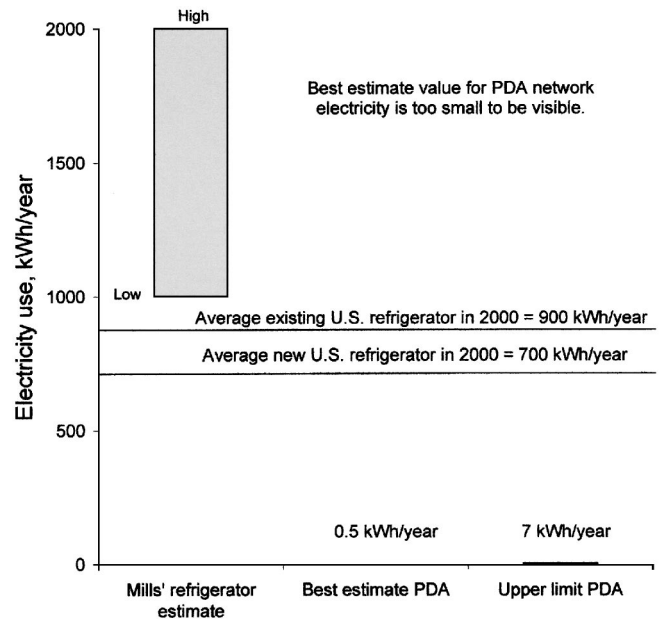 High
2000
Best estimate value for PDA network
electricity is too small to be visible.
1500
Electricity use, kWh/year
Low
1000
Average existing U.S. refrigerator in 2000 = 900 kWh/year
Average new U.S. refrigerator in 2000 = 700 kWh/year
500
0.5 kWh/year
7 kWh/year
0
Mills' refrigerator
estimate
Best estimate PDA
Upper limit PDA